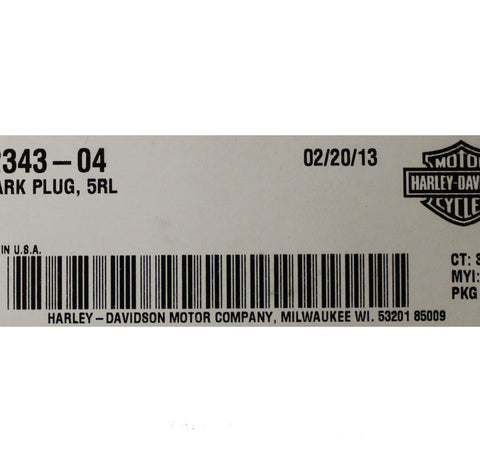 343-04
02/20/13
ARK PLUG, 5RL
MOTO
HARLEY-DAV
CYCLE
IN U.S.A.
CT:
MYI:
PKG
HARLEY-DAVIDSON MOTOR COMPANY, MILWAUKEE WI. 53201 85009